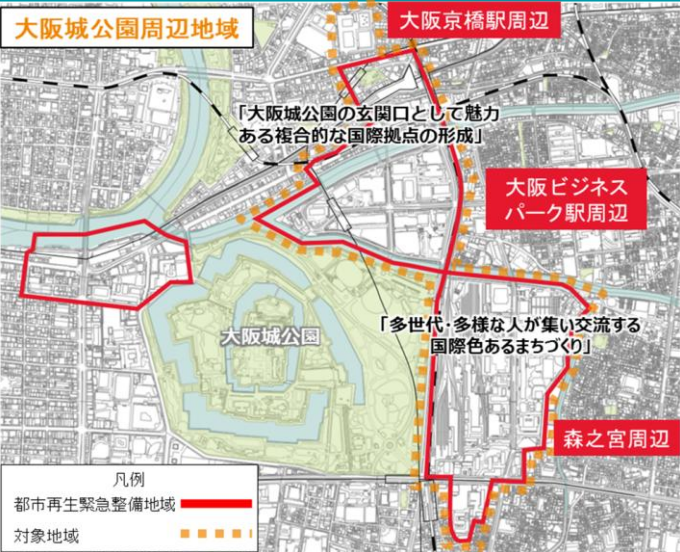 大阪城公園周辺地域
大阪京橋駅周辺
「大阪城公園の玄関口として魅力
ある複合的な国際拠点の形成」
大阪ビジネス
パーク駅周辺
大阪城公園
「多世代・多様な人が集い交流する
国際色あるまちづくり」
森之宮周辺
凡例
都市再生緊急整備地域
対象地域